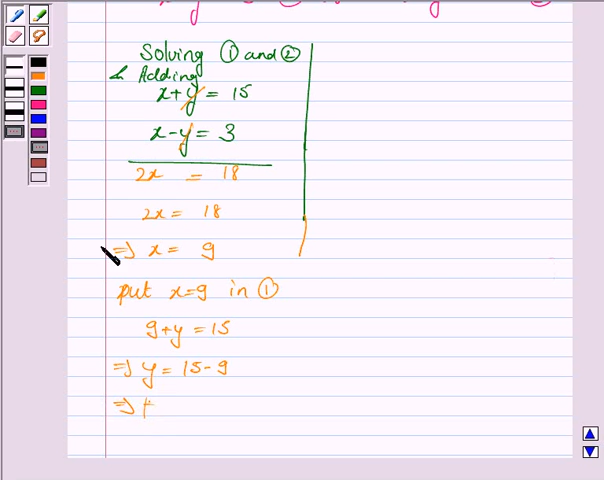 Solving ① and ②
& Adding
x+y = 15
x-y = 3
2x = 18
2x = 18
⇒ x = 9
put x=9 in ①
9+y = 15
⇒ y = 15-9
⇒